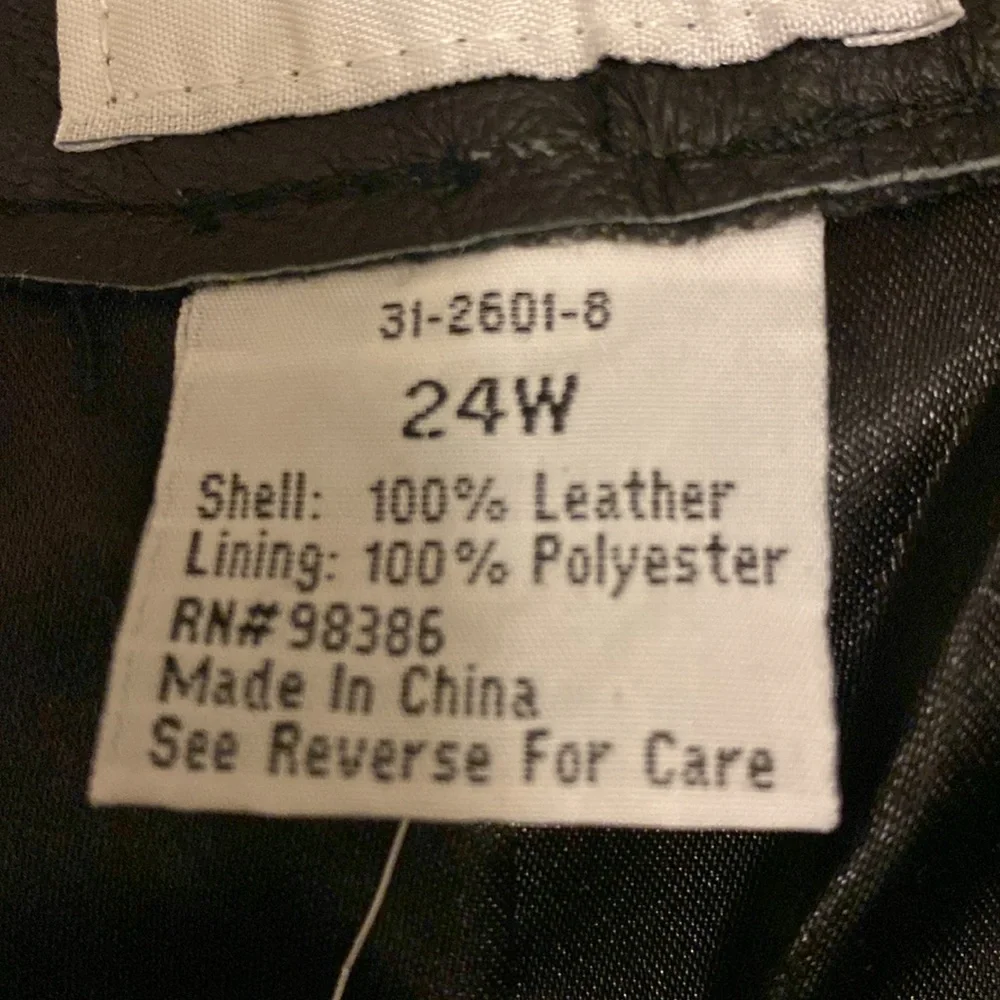 31-2601-8
24W
Shell: 100% Leather
Lining: 100% Polyester
RN#98386
Made In China
See Reverse For Care